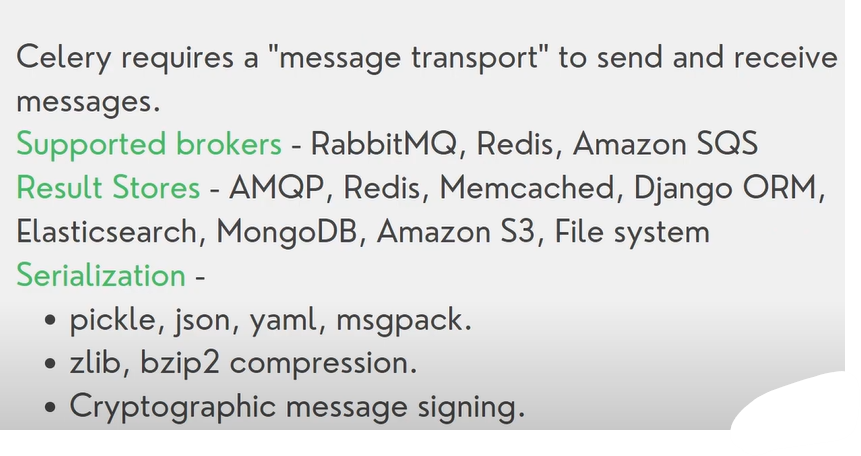 Celery requires a "message transport" to send and receive
messages.
Supported brokers - RabbitMQ, Redis, Amazon SQS
Result Stores - AMQP, Redis, Memcached, Django ORM,
Elasticsearch, MongoDB, Amazon S3, File system
Serialization -
• pickle, json, yaml, msgpack.
• zlib, bzip2 compression.
• Cryptographic message signing.